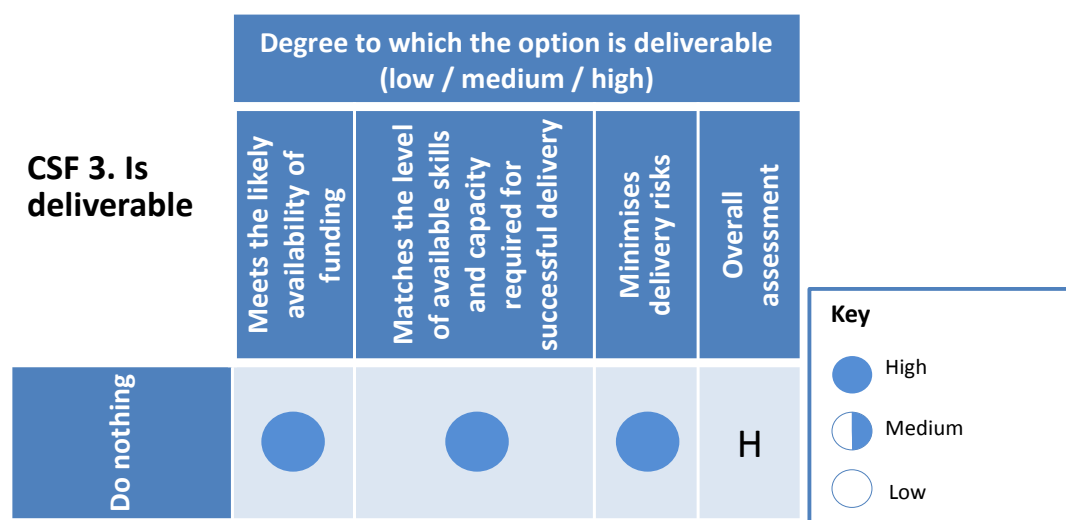 Degree to which the option is deliverable
(low / medium / high)
CSF 3. Is
deliverable
Meets the likely
availability of
funding
Matches the level
of available skills
and capacity
required for
successful delivery
Minimises
delivery risks
Overall
assessment
Do nothing
H
Key
High
Medium
Low